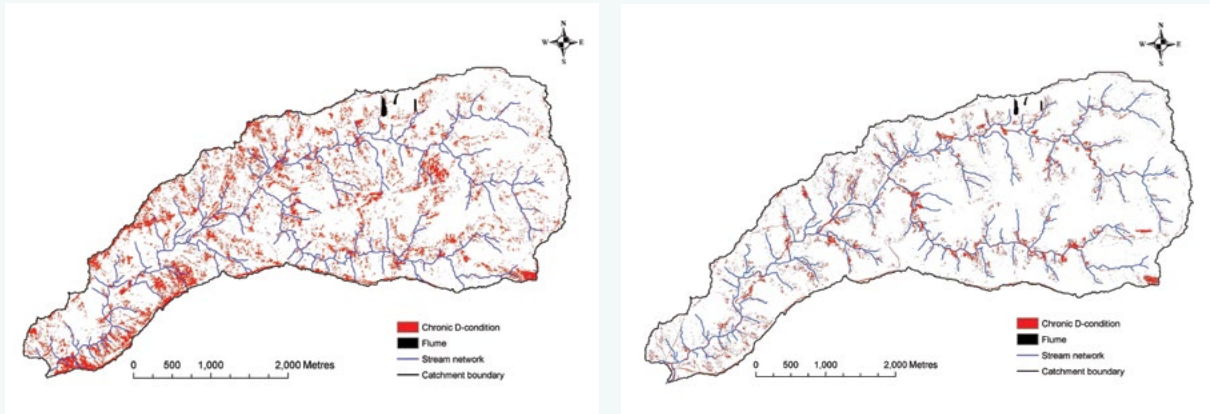 N
W E
S
Chronic D-condition
Flume
Stream network
Catchment boundary
0 500 1,000 2,000 Metres
N
W E
S
Chronic D-condition
Flume
Stream network
Catchment boundary
0 500 1,000 2,000 Metres